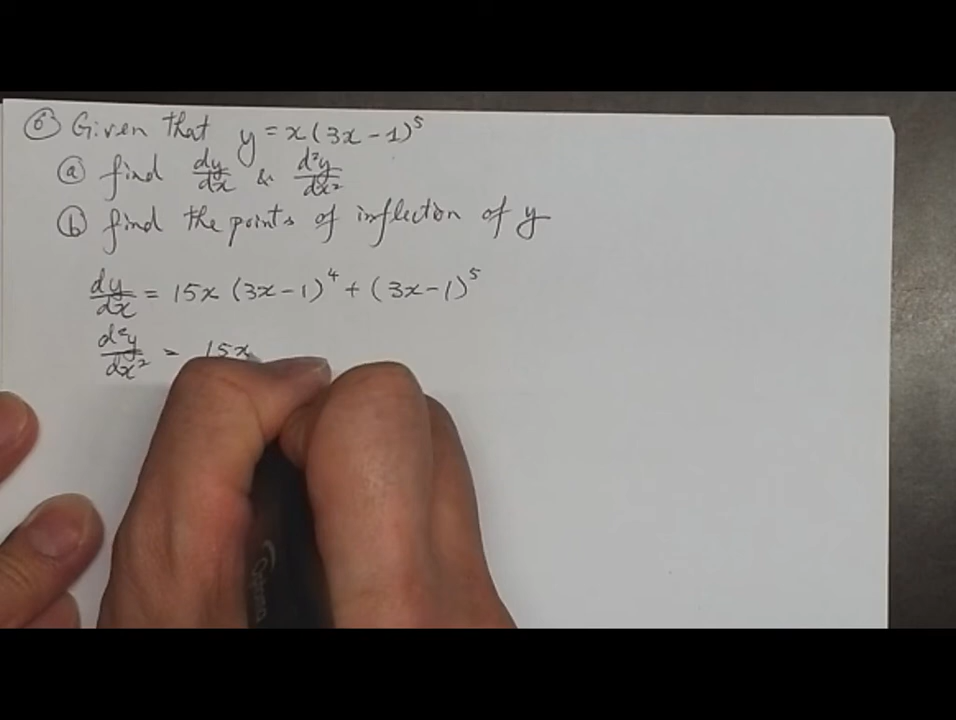 ⑥ Given that y = x(3x-1)⁵
ⓐ find dy/dx & d²y/dx²
ⓑ find the points of inflection of y
dy/dx = 15x(3x-1)⁴ + (3x-1)⁵
d²y/dx² = 15x